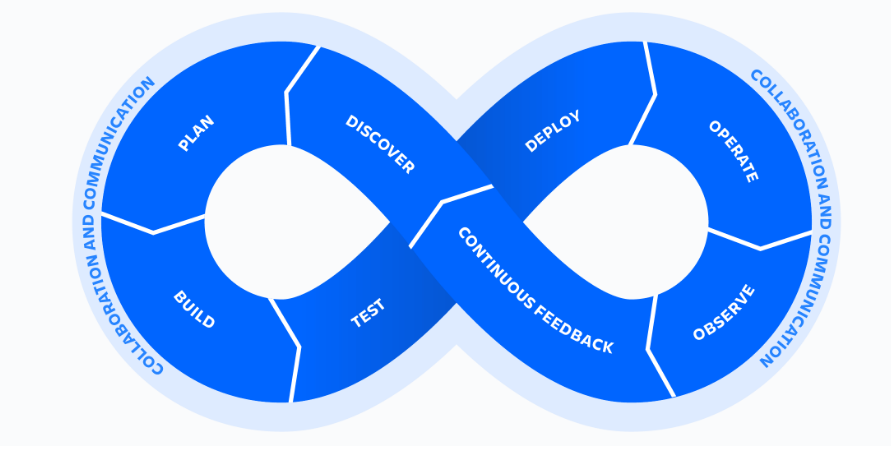 COLLABORATION AND COMMUNICATION
PLAN
DISCOVER
DEPLOY
OPERATE
COLLABORATION AND COMMUNICATION
BUILD
TEST
CONTINUOUS FEEDBACK
OBSERVE